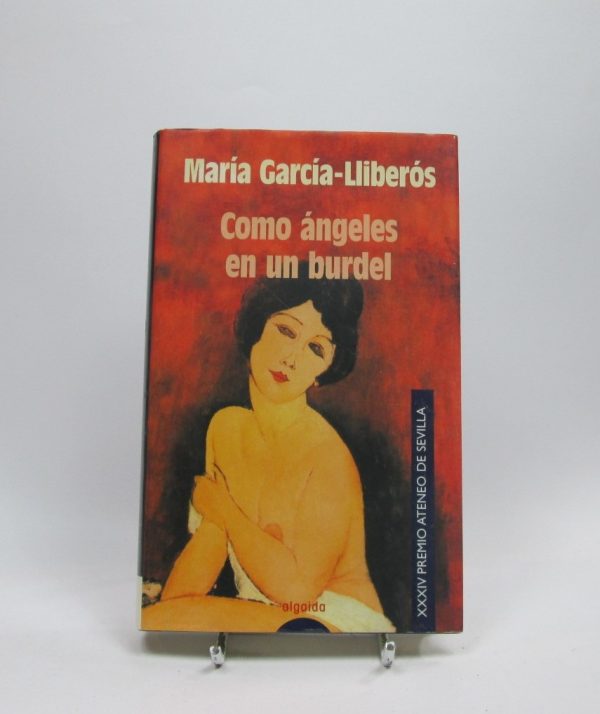 María García-Lliberós
Como ángeles
en un burdel
XXXIV PREMIO ATENEO DE SEVILLA
algaida